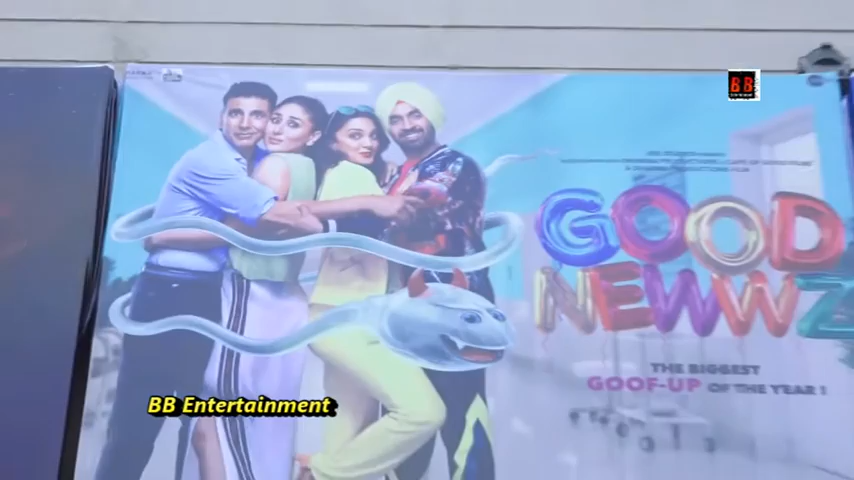 BB
GOOD
NEWWZ
THE BIGGEST
GOOF-UP OF THE YEAR!
BB Entertainment